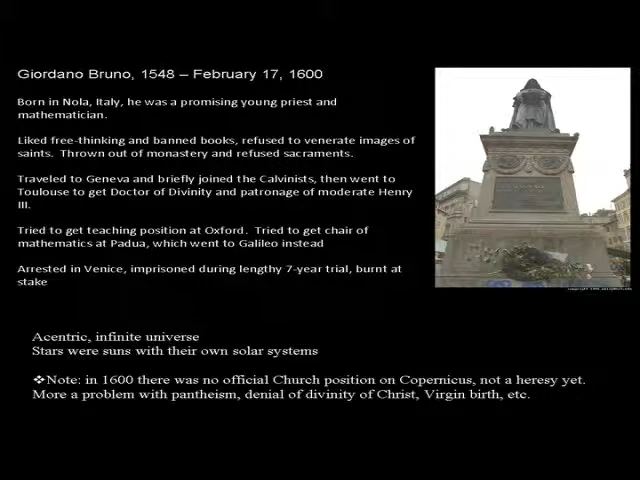 Giordano Bruno, 1548 – February 17, 1600
Born in Nola, Italy, he was a promising young priest and
mathematician.
Liked free-thinking and banned books, refused to venerate images of
saints. Thrown out of monastery and refused sacraments.
Traveled to Geneva and briefly joined the Calvinists, then went to
Toulouse to get Doctor of Divinity and patronage of moderate Henry
III.
Tried to get teaching position at Oxford. Tried to get chair of
mathematics at Padua, which went to Galileo instead
Arrested in Venice, imprisoned during lengthy 7-year trial, burnt at
stake
Acentric, infinite universe
Stars were suns with their own solar systems
❖Note: in 1600 there was no official Church position on Copernicus, not a heresy yet.
More a problem with pantheism, denial of divinity of Christ, Virgin birth, etc.